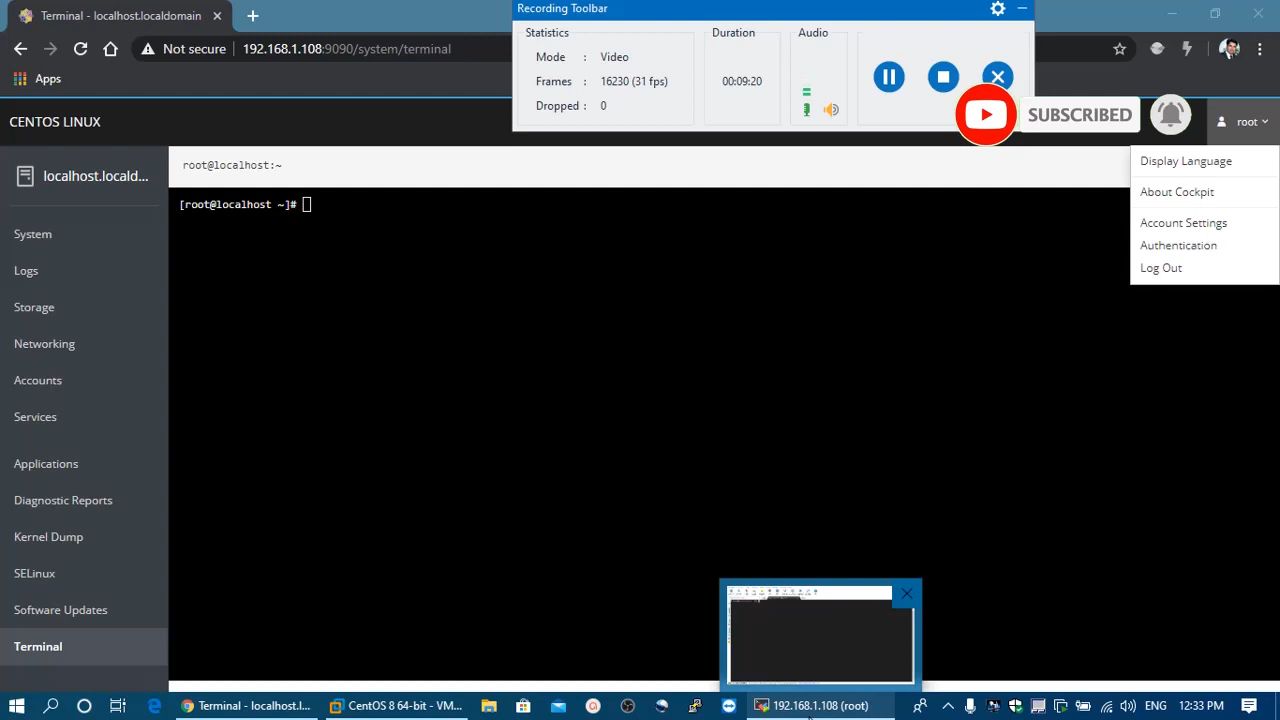 Terminal - localhost.localdomain
Recording Toolbar
Not secure
192.168.1.108:9090/system/terminal
Apps
Statistics
Mode : Video
Frames : 16230 (31 fps)
Dropped : 0
Duration
00:09:20
Audio
SUBSCRIBED
CENTOS LINUX
root
Display Language
About Cockpit
Account Settings
Authentication
Log Out
localhost.locald...
System
Logs
Storage
Networking
Accounts
Services
Applications
Diagnostic Reports
Kernel Dump
SELinux
Software Updates
Terminal
root@localhost:~
[root@localhost ~]#
Terminal - localhost.l...
CentOS 8 64-bit - VM...
192.168.1.108 (root)
ENG
12:33 PM